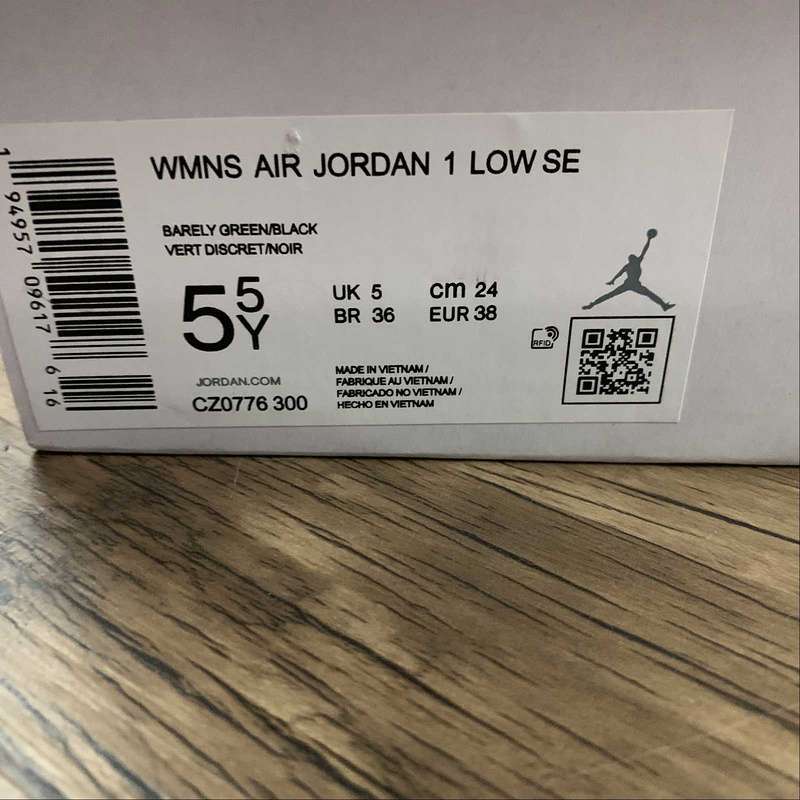 WMNS AIR JORDAN 1 LOW SE
BARELY GREEN/BLACK
VERT DISCRET/NOIR
5 5Y
UK 5 cm 24
BR 36 EUR 38
RFID
JORDAN.COM
CZ0776 300
MADE IN VIETNAM /
FABRIQUE AU VIETNAM /
FABRICADO NO VIETNAM /
HECHO EN VIETNAM
1 94957 09617 6 16